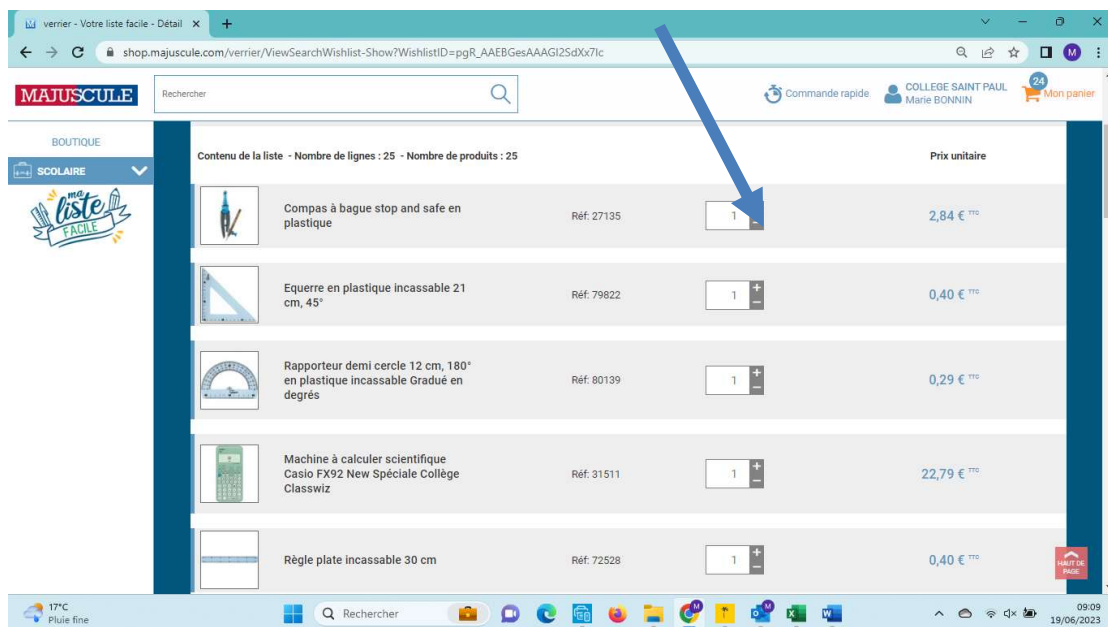 verrier - Votre liste facile - Détail
shop.majuscule.com/verrier/ViewSearchWishlist-Show?WishlistID=pgR_AAEBGesAAAGI2SdXx7Ic
M
MAJUSCULE
Rechercher
Commande rapide
COLLEGE SAINT PAUL
Marie BONNIN
24
Mon panier
BOUTIQUE
SCOLAIRE
ma
liste
FACILE
Contenu de la liste - Nombre de lignes : 25 - Nombre de produits : 25
Prix unitaire
Compas à bague stop and safe en
plastique
Réf: 27135
1
2,84 € TTC
Equerre en plastique incassable 21
cm, 45°
Réf: 79822
1 + −
0,40 € TTC
Rapporteur demi cercle 12 cm, 180°
en plastique incassable Gradué en
degrés
Réf: 80139
1 + −
0,29 € TTC
Machine à calculer scientifique
Casio FX92 New Spéciale Collège
Classwiz
Réf: 31511
1 + −
22,79 € TTC
Règle plate incassable 30 cm
Réf: 72528
1 + −
0,40 € TTC
HAUT DE
PAGE
17°C
Pluie fine
Rechercher
09:09
19/06/2023